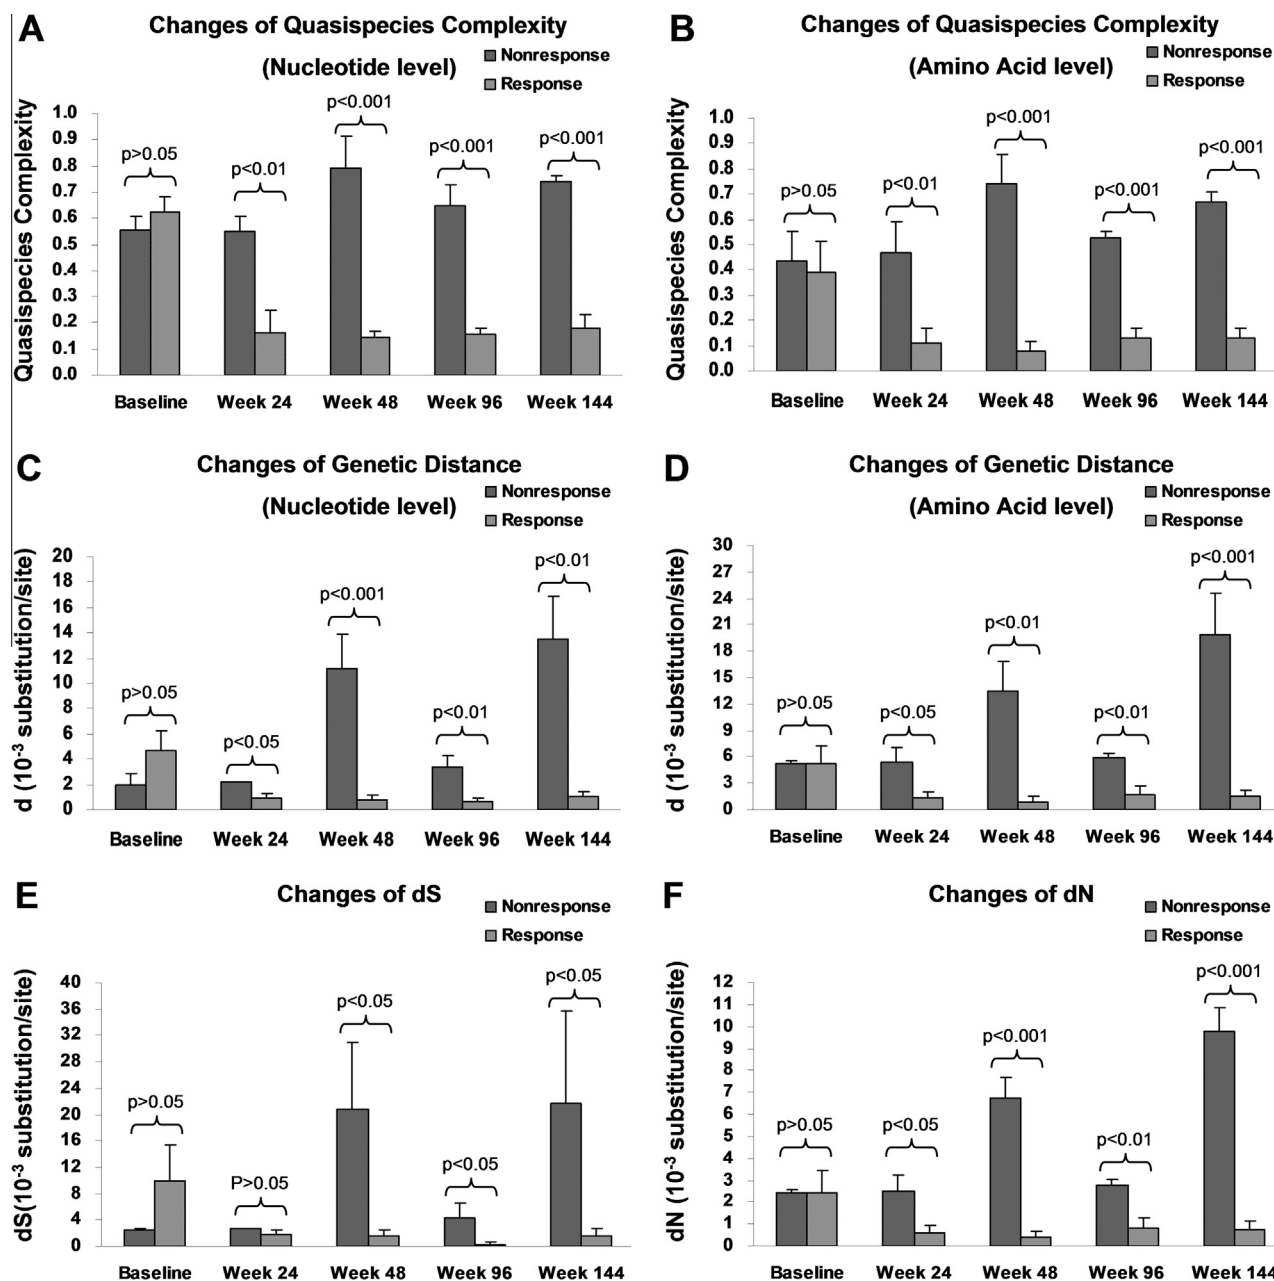 A
Changes of Quasispecies Complexity
(Nucleotide level)
Nonresponse
Response
Quasispecies Complexity
1.0
0.9
0.8
0.7
0.6
0.5
0.4
0.3
0.2
0.1
0.0
p>0.05
p<0.01
p<0.001
p<0.001
p<0.001
Baseline
Week 24
Week 48
Week 96
Week 144
B
Changes of Quasispecies Complexity
(Amino Acid level)
Nonresponse
Response
Quasispecies Complexity
1.0
0.9
0.8
0.7
0.6
0.5
0.4
0.3
0.2
0.1
0.0
p>0.05
p<0.01
p<0.001
p<0.001
p<0.001
Baseline
Week 24
Week 48
Week 96
Week 144
C
Changes of Genetic Distance
(Nucleotide level)
Nonresponse
Response
d (10-3 substitution/site)
20
18
16
14
12
10
8
6
4
2
0
p>0.05
p<0.05
p<0.001
p<0.01
p<0.01
Baseline
Week 24
Week 48
Week 96
Week 144
D
Changes of Genetic Distance
(Amino Acid level)
Nonresponse
Response
d (10-3 substitution/site)
30
27
24
21
18
15
12
9
6
3
0
p>0.05
p<0.05
p<0.01
p<0.01
p<0.001
Baseline
Week 24
Week 48
Week 96
Week 144
E
Changes of dS
Nonresponse
Response
dS(10-3 substitution/site)
40
36
32
28
24
20
16
12
8
4
0
p>0.05
P>0.05
p<0.05
p<0.05
p<0.05
Baseline
Week 24
Week 48
Week 96
Week 144
F
Changes of dN
Nonresponse
Response
dN (10-3 substitution/site)
12
11
10
9
8
7
6
5
4
3
2
1
0
p>0.05
p<0.05
p<0.001
p<0.01
p<0.001
Baseline
Week 24
Week 48
Week 96
Week 144